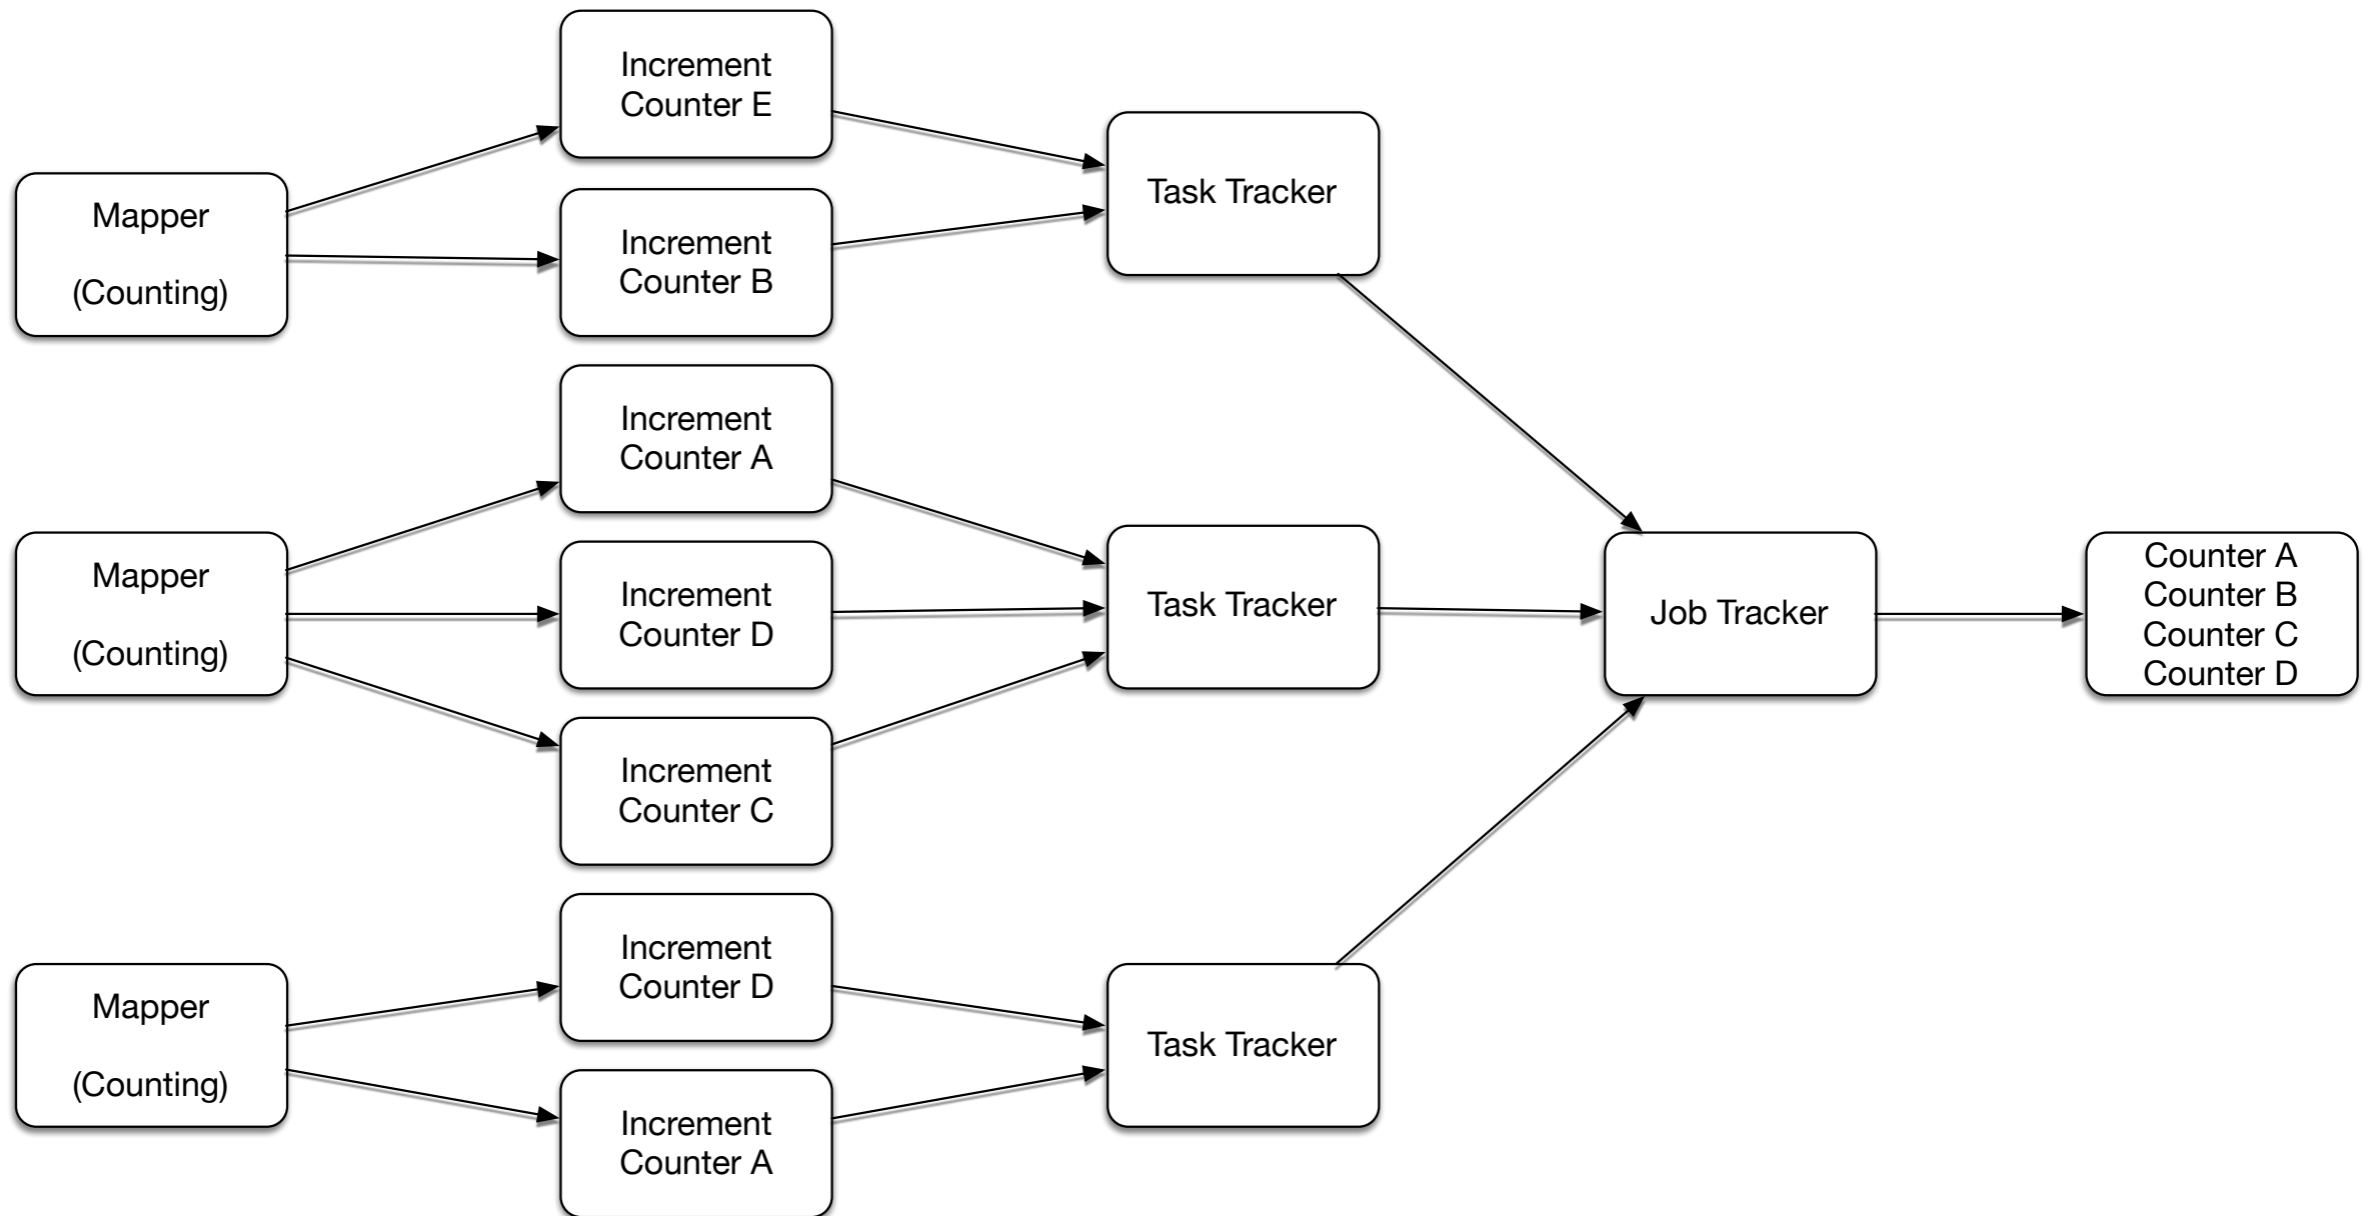 Increment
Counter E
Mapper
(Counting)
Increment
Counter B
Task Tracker
Increment
Counter A
Mapper
(Counting)
Increment
Counter D
Increment
Counter C
Task Tracker
Job Tracker
Counter A
Counter B
Counter C
Counter D
Mapper
(Counting)
Increment
Counter D
Increment
Counter A
Task Tracker